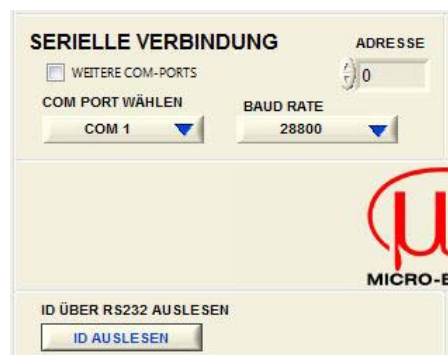 SERIELLE VERBINDUNG
ADRESSE
WEITERE COM-PORTS
0
COM PORT WÄHLEN
BAUD RATE
COM 1
28800
µ
MICRO-E
ID ÜBER RS232 AUSLESEN
ID AUSLESEN